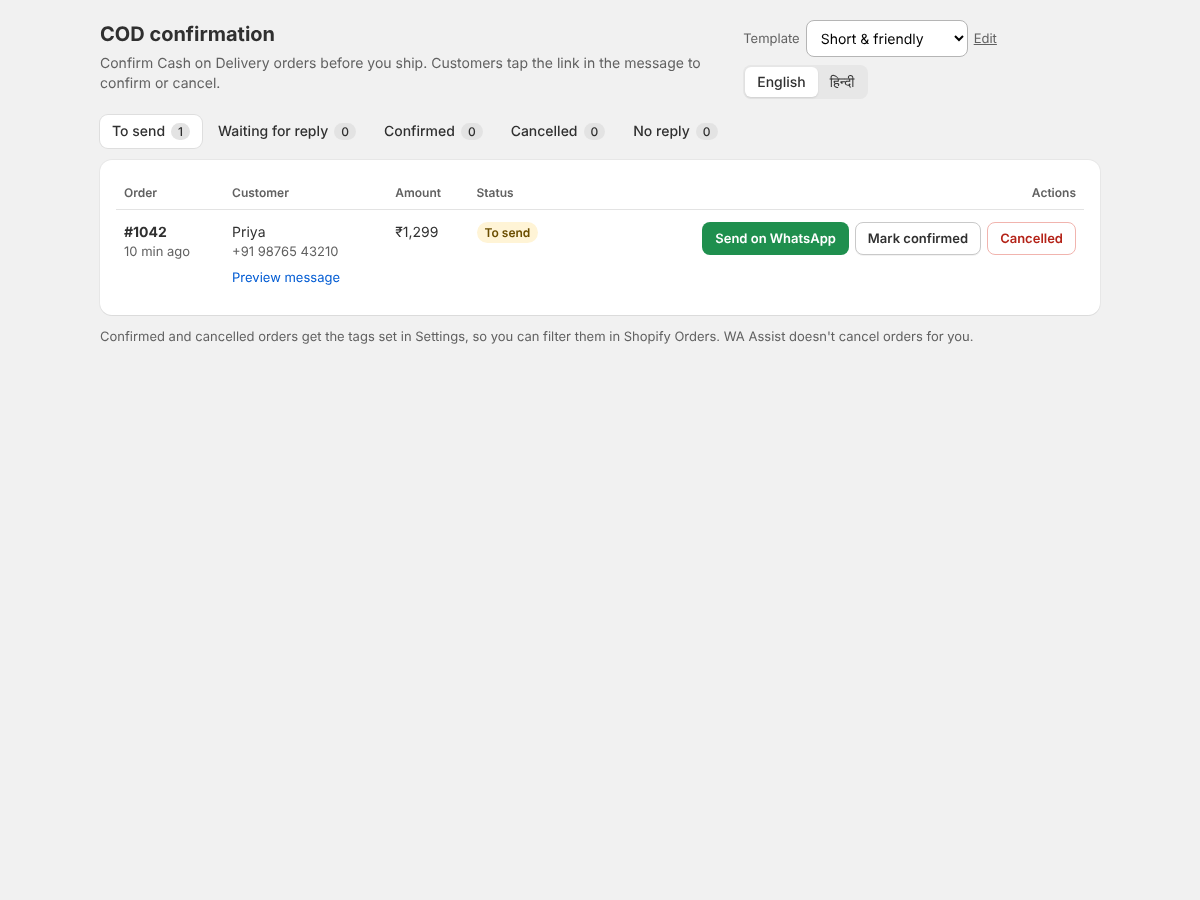 COD confirmation
Confirm Cash on Delivery orders before you ship. Customers tap the link in the message to
confirm or cancel.
Template Short & friendly Edit
English हिन्दी
To send 1 Waiting for reply 0 Confirmed 0 Cancelled 0 No reply 0
Order Customer Amount Status Actions
#1042 Priya ₹1,299 To send Send on WhatsApp Mark confirmed Cancelled
10 min ago +91 98765 43210
Preview message
Confirmed and cancelled orders get the tags set in Settings, so you can filter them in Shopify Orders. WA Assist doesn't cancel orders for you.